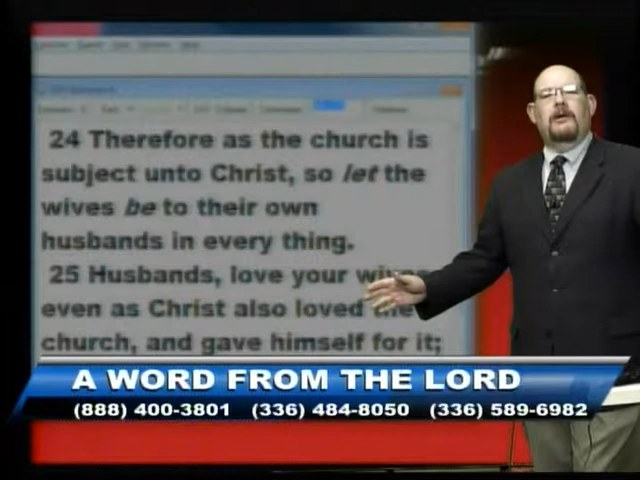 24 Therefore as the church is
subject unto Christ, so let the
wives be to their own
husbands in every thing.
25 Husbands, love your wives,
even as Christ also loved the
church, and gave himself for it;
A WORD FROM THE LORD
(888) 400-3801 (336) 484-8050 (336) 589-6982